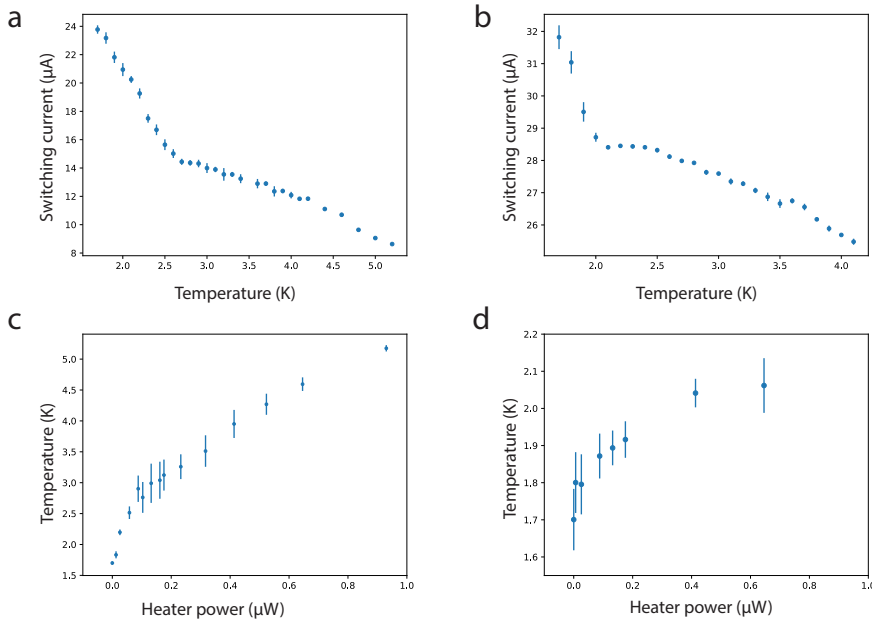 a
24
22
20
18
16
14
12
10
8
Switching current (µA)
2.0 2.5 3.0 3.5 4.0 4.5 5.0
Temperature (K)
b
32
31
30
29
28
27
26
Switching current (µA)
2.0 2.5 3.0 3.5 4.0
Temperature (K)
c
5.0
4.5
4.0
3.5
3.0
2.5
2.0
1.5
Temperature (K)
0.0 0.2 0.4 0.6 0.8 1.0
Heater power (µW)
d
2.2
2.1
2.0
1.9
1.8
1.7
1.6
Temperature (K)
0.0 0.2 0.4 0.6 0.8 1.0
Heater power (µW)